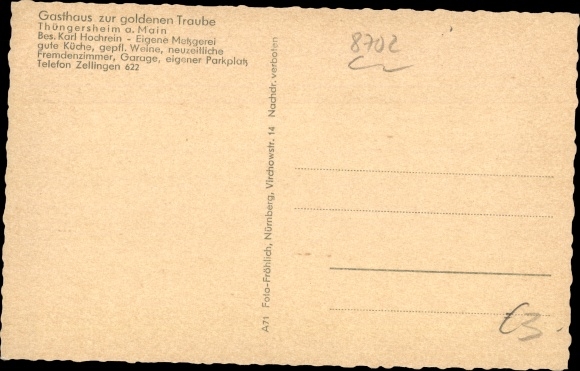 Gasthaus zur goldenen Traube
Thüngersheim a. Main
Bes. Karl Hochrein - Eigene Metzgerei
gute Küche, gepfl. Weine, neuzeitliche
Fremdenzimmer, Garage, eigener Parkplatz
Telefon Zellingen 622
8702
A71 Foto-Fröhlich, Nürnberg, Virchowstr. 14 Nachdr. verboten